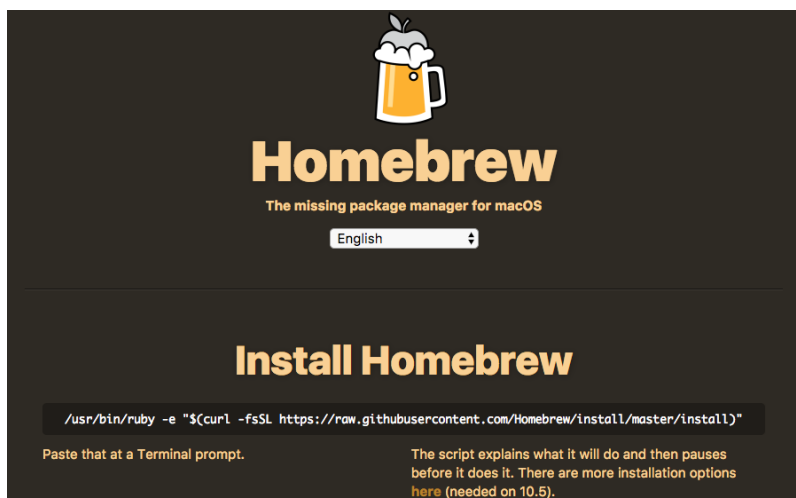 Homebrew
The missing package manager for macOS
English
Install Homebrew
/usr/bin/ruby -e "$(curl -fsSL https://raw.githubusercontent.com/Homebrew/install/master/install)"
Paste that at a Terminal prompt.
The script explains what it will do and then pauses
before it does it. There are more installation options
here (needed on 10.5).